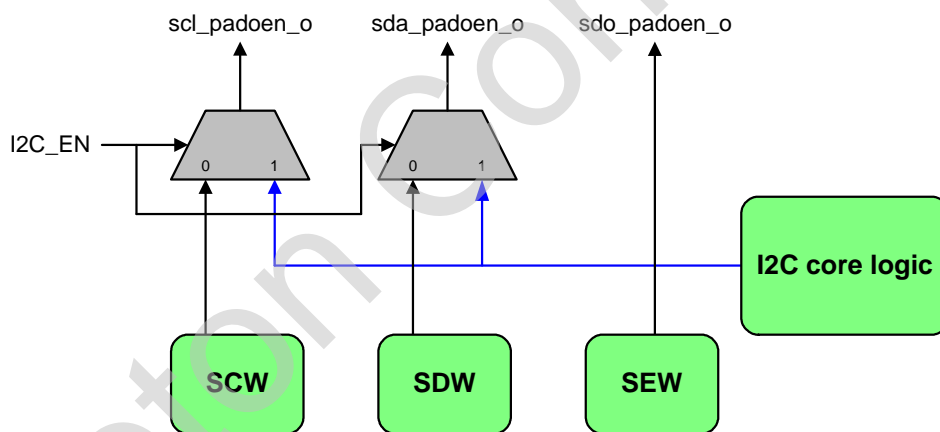 scl_padoen_o sda_padoen_o sdo_padoen_o
I2C_EN
0 1 0 1
I2C core logic
SCW SDW SEW